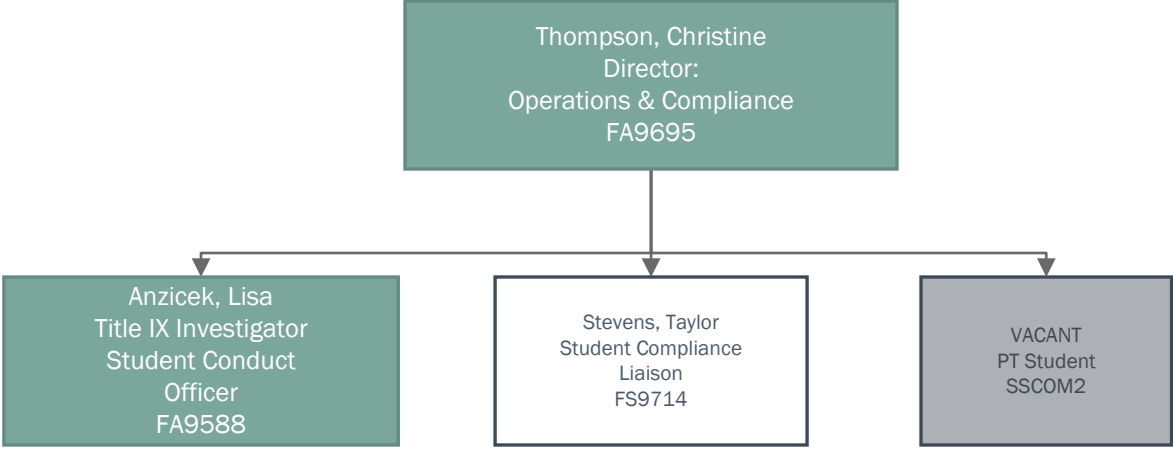 Thompson, Christine
Director:
Operations & Compliance
FA9695
Anzicek, Lisa
Title IX Investigator
Student Conduct
Officer
FA9588
Stevens, Taylor
Student Compliance
Liaison
FS9714
VACANT
PT Student
SSCOM2